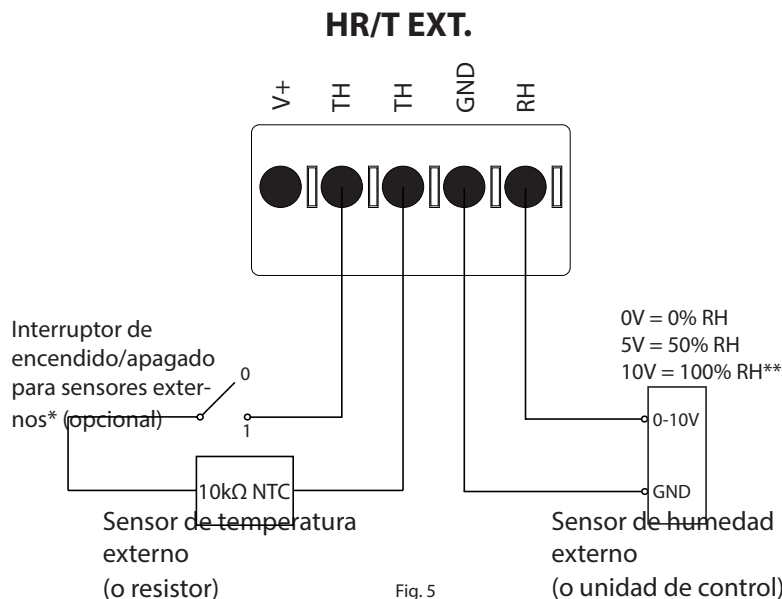 HR/T EXT.
V+
TH
TH
GND
RH
Interruptor de
encendido/apagado
para sensores exter-
nos* (opcional)
0
1
10kΩ NTC
Sensor de temperatura
externo
(o resistor)
0V = 0% RH
5V = 50% RH
10V = 100% RH**
0-10V
GND
Sensor de humedad
externo
(o unidad de control)
Fig. 5